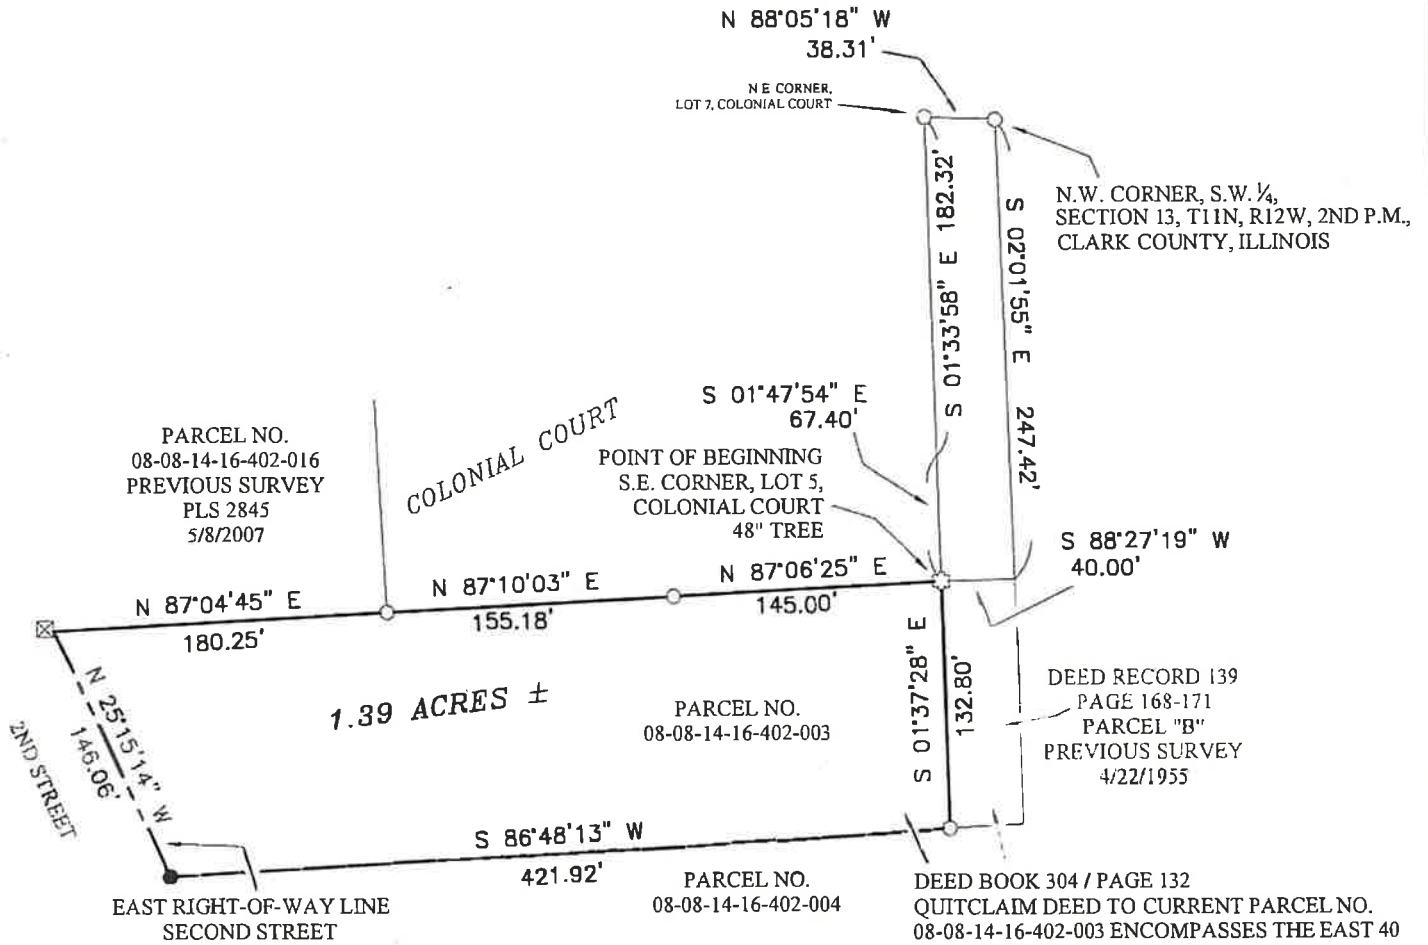 N 88°05'18" W
38.31'
N E CORNER,
LOT 7, COLONIAL COURT
N.W. CORNER, S.W. ¼,
SECTION 13, T11N, R12W, 2ND P.M.,
CLARK COUNTY, ILLINOIS
S 01°33'58" E 182.32'
S 02°01'55" E 247.42'
S 01°47'54" E
67.40'
POINT OF BEGINNING
S.E. CORNER, LOT 5,
COLONIAL COURT
48" TREE
PARCEL NO.
08-08-14-16-402-016
PREVIOUS SURVEY
PLS 2845
5/8/2007
COLONIAL COURT
S 88°27'19" W
40.00'
N 87°04'45" E
180.25'
N 87°10'03" E
155.18'
N 87°06'25" E
145.00'
N 25°15'14" W
146.06'
2ND STREET
1.39 ACRES ±
PARCEL NO.
08-08-14-16-402-003
S 01°37'28" E
132.80'
DEED RECORD 139
PAGE 168-171
PARCEL "B"
PREVIOUS SURVEY
4/22/1955
S 86°48'13" W
421.92'
EAST RIGHT-OF-WAY LINE
SECOND STREET
PARCEL NO.
08-08-14-16-402-004
DEED BOOK 304 / PAGE 132
QUITCLAIM DEED TO CURRENT PARCEL NO.
08-08-14-16-402-003 ENCOMPASSES THE EAST 40